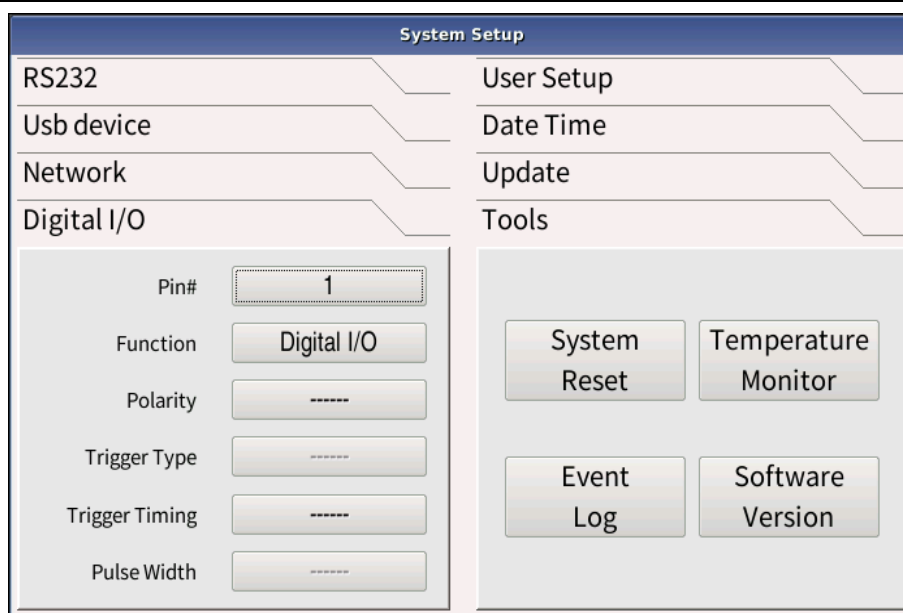 System Setup
RS232
Usb device
Network
Digital I/O
Pin# 1
Function Digital I/O
Polarity ------
Trigger Type ------
Trigger Timing ------
Pulse Width ------
User Setup
Date Time
Update
Tools
System
Reset
Temperature
Monitor
Event
Log
Software
Version